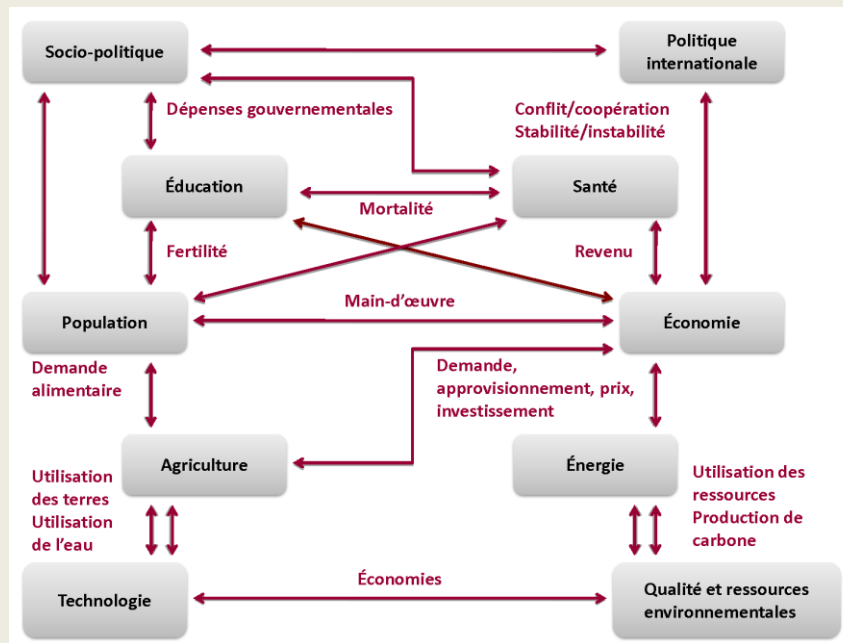 Socio-politique
Politique
internationale
Dépenses gouvernementales
Conflit/coopération
Stabilité/instabilité
Éducation
Santé
Mortalité
Fertilité
Revenu
Main-d’œuvre
Population
Économie
Demande
alimentaire
Demande,
approvisionnement, prix,
investissement
Agriculture
Énergie
Utilisation
des terres
Utilisation
de l’eau
Utilisation des
ressources
Production de
carbone
Économies
Technologie
Qualité et ressources
environnementales